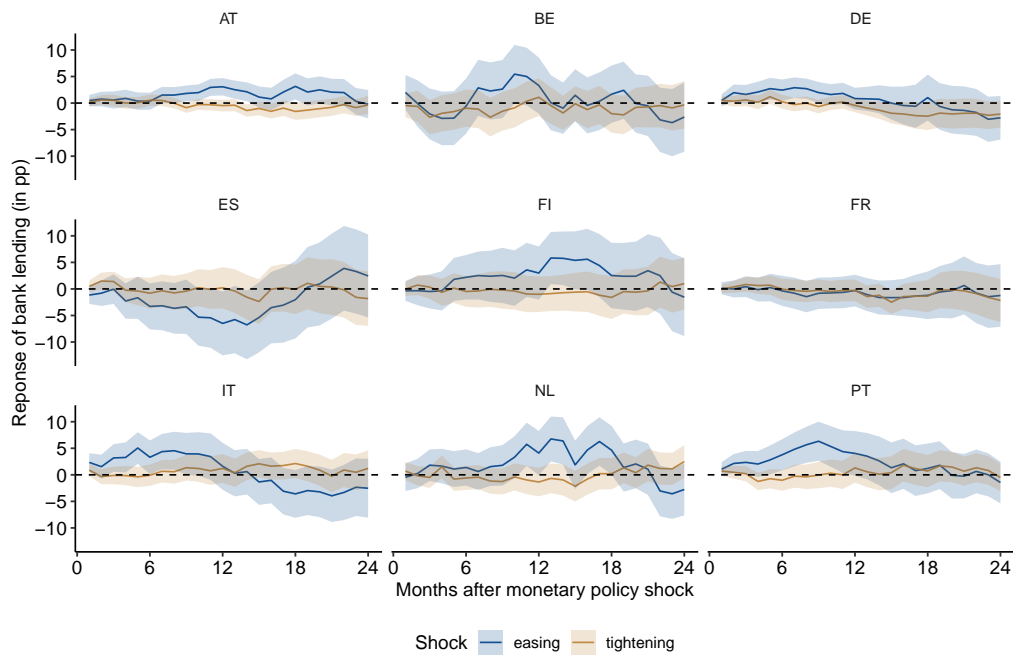 AT BE DE
10
5
0
−5
−10
ES FI FR
10
5
0
−5
−10
IT NL PT
10
5
0
−5
−10
0 6 12 18 24 0 6 12 18 24 0 6 12 18 24
Reponse of bank lending (in pp)
Months after monetary policy shock
Shock easing tightening